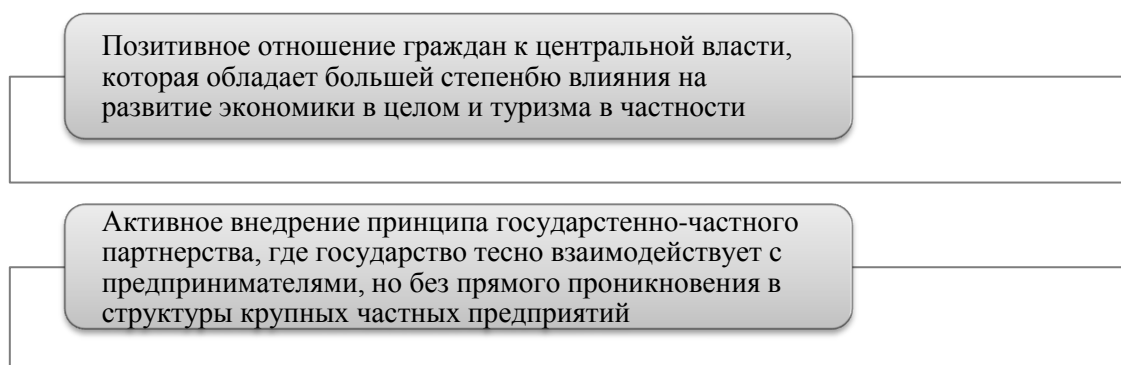 Позитивное отношение граждан к центральной власти,
которая обладает большей степенбю влияния на
развитие экономики в целом и туризма в частности
Активное внедрение принципа государстенно-частного
партнерства, где государство тесно взаимодействует с
предпринимателями, но без прямого проникновения в
структуры крупных частных предприятий